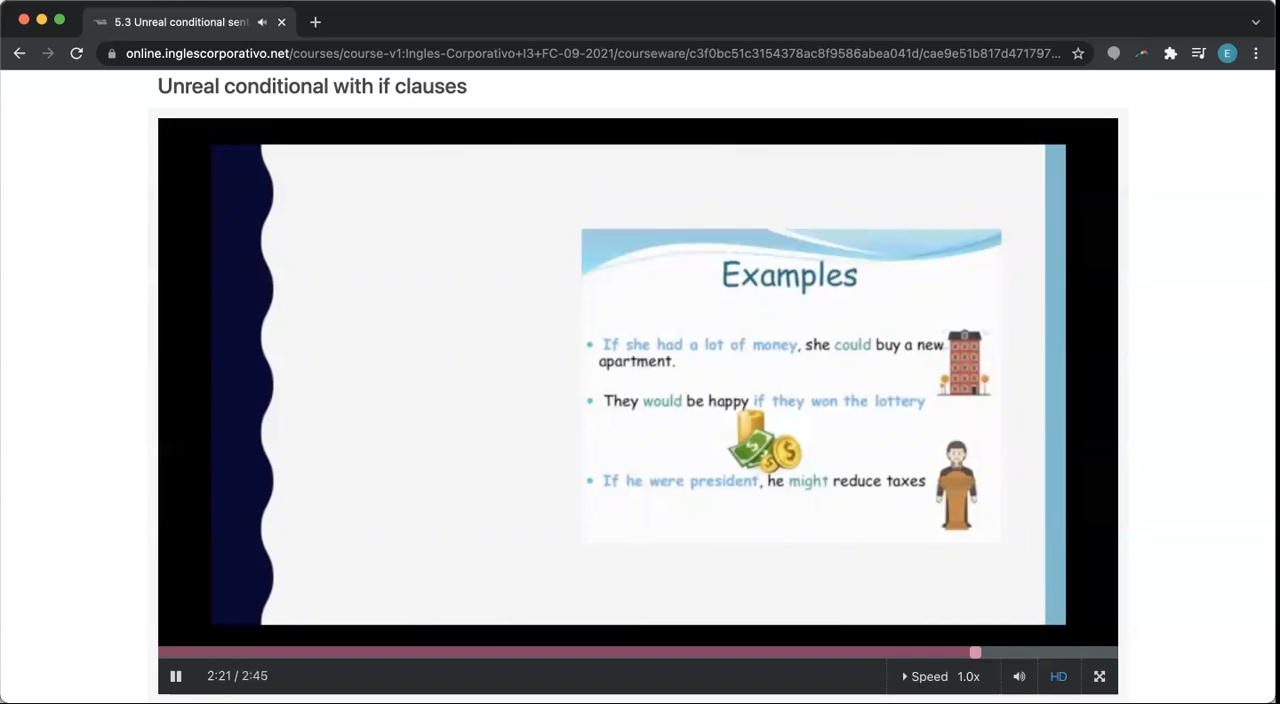 5.3 Unreal conditional sen
online.inglescorporativo.net/courses/course-v1:Ingles-Corporativo+I3+FC-09-2021/courseware/c3f0bc51c3154378ac8f9586abea041d/cae9e51b817d471797...
E
Unreal conditional with if clauses
Examples
• If she had a lot of money, she could buy a new
apartment.
• They would be happy if they won the lottery
• If he were president, he might reduce taxes
2:21 / 2:45
Speed 1.0x
HD